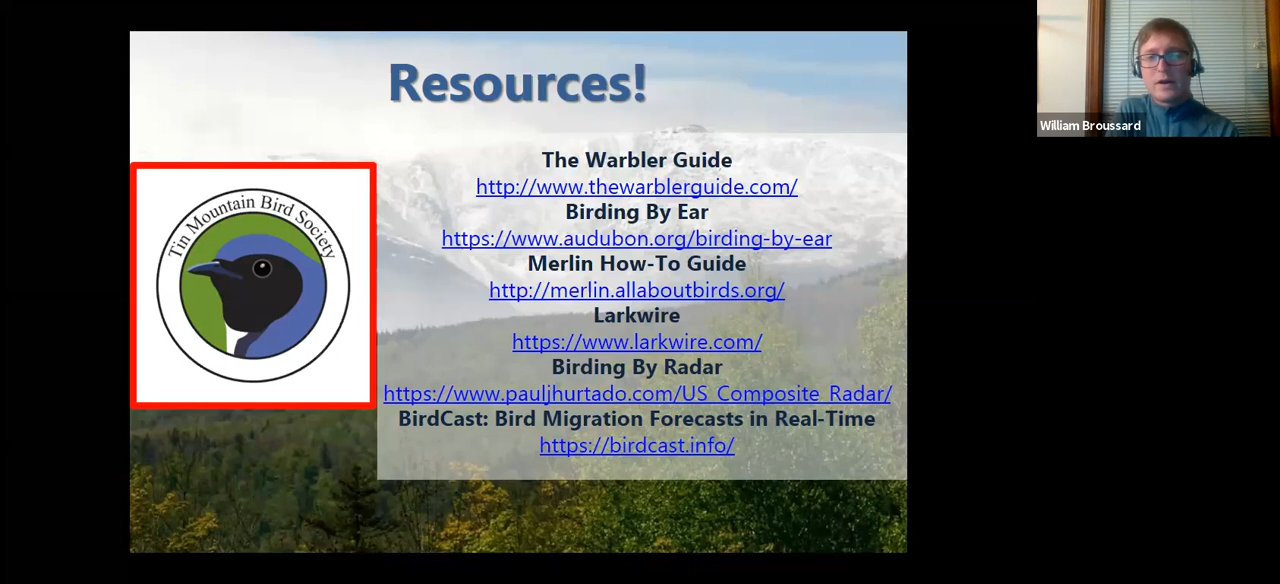 Resources!
William Broussard
Tin Mountain Bird Society
The Warbler Guide
http://www.thewarblerguide.com/
Birding By Ear
https://www.audubon.org/birding-by-ear
Merlin How-To Guide
http://merlin.allaboutbirds.org/
Larkwire
https://www.larkwire.com/
Birding By Radar
https://www.pauljhurtado.com/US_Composite_Radar/
BirdCast: Bird Migration Forecasts in Real-Time
https://birdcast.info/